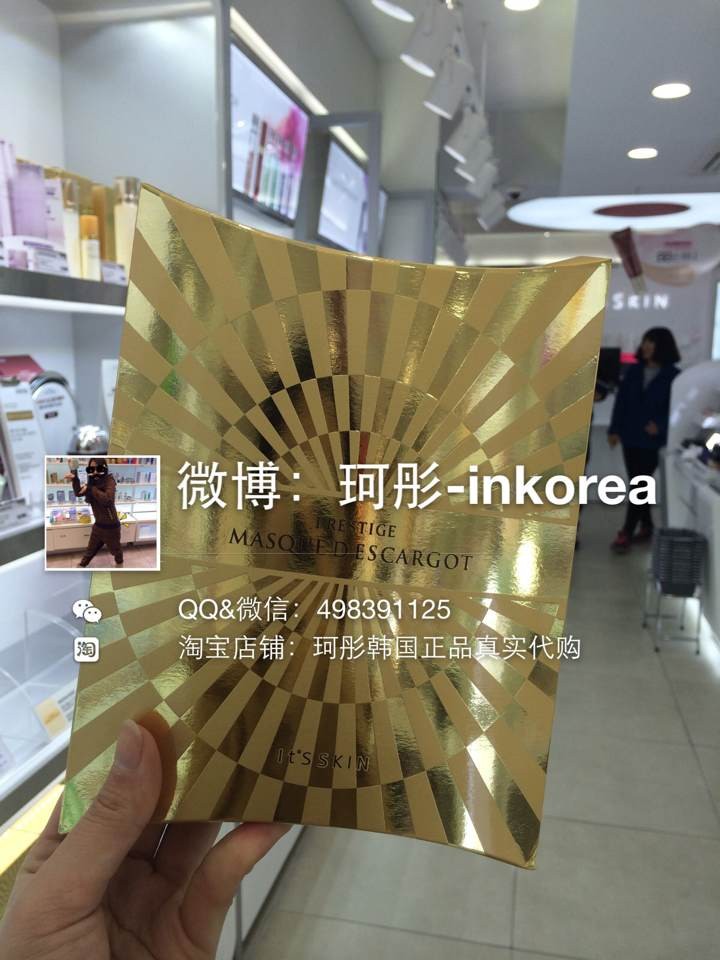 SKIN
微博：珂彤-inkorea
PRESTIGE
MASQUE D'ESCARGOT
QQ&微信：498391125
淘
淘宝店铺：珂彤韩国正品真实代购
It'S SKIN